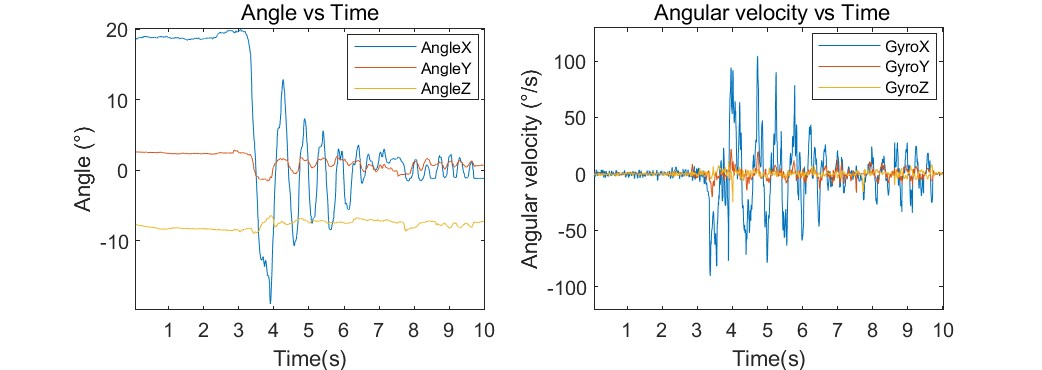 Angle vs Time
20
10
0
-10
Angle (°)
1 2 3 4 5 6 7 8 9 10
Time(s)
AngleX
AngleY
AngleZ
Angular velocity vs Time
100
50
0
-50
-100
Angular velocity (°/s)
1 2 3 4 5 6 7 8 9 10
Time(s)
GyroX
GyroY
GyroZ